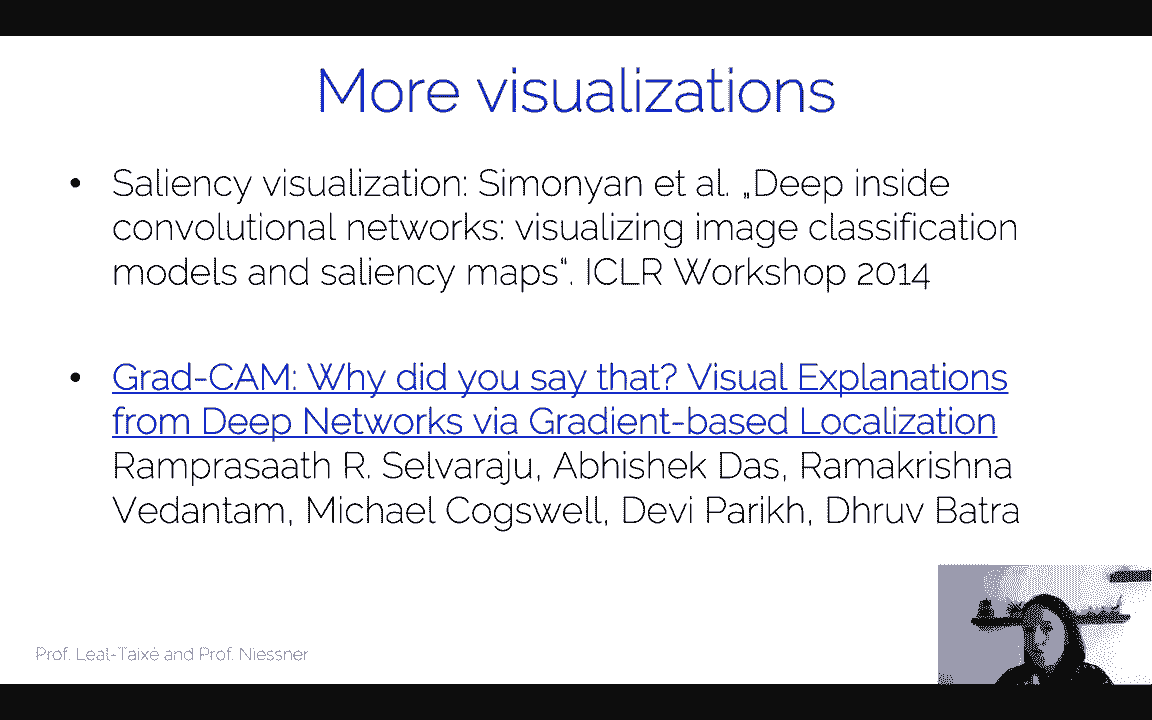 More visualizations
• Saliency visualization: Simonyan et al. „Deep inside
convolutional networks: visualizing image classification
models and saliency maps“. ICLR Workshop 2014
• Grad-CAM: Why did you say that? Visual Explanations
from Deep Networks via Gradient-based Localization
Ramprasaath R. Selvaraju, Abhishek Das, Ramakrishna
Vedantam, Michael Cogswell, Devi Parikh, Dhruv Batra
Prof. Leal-Taixé and Prof. Niessner